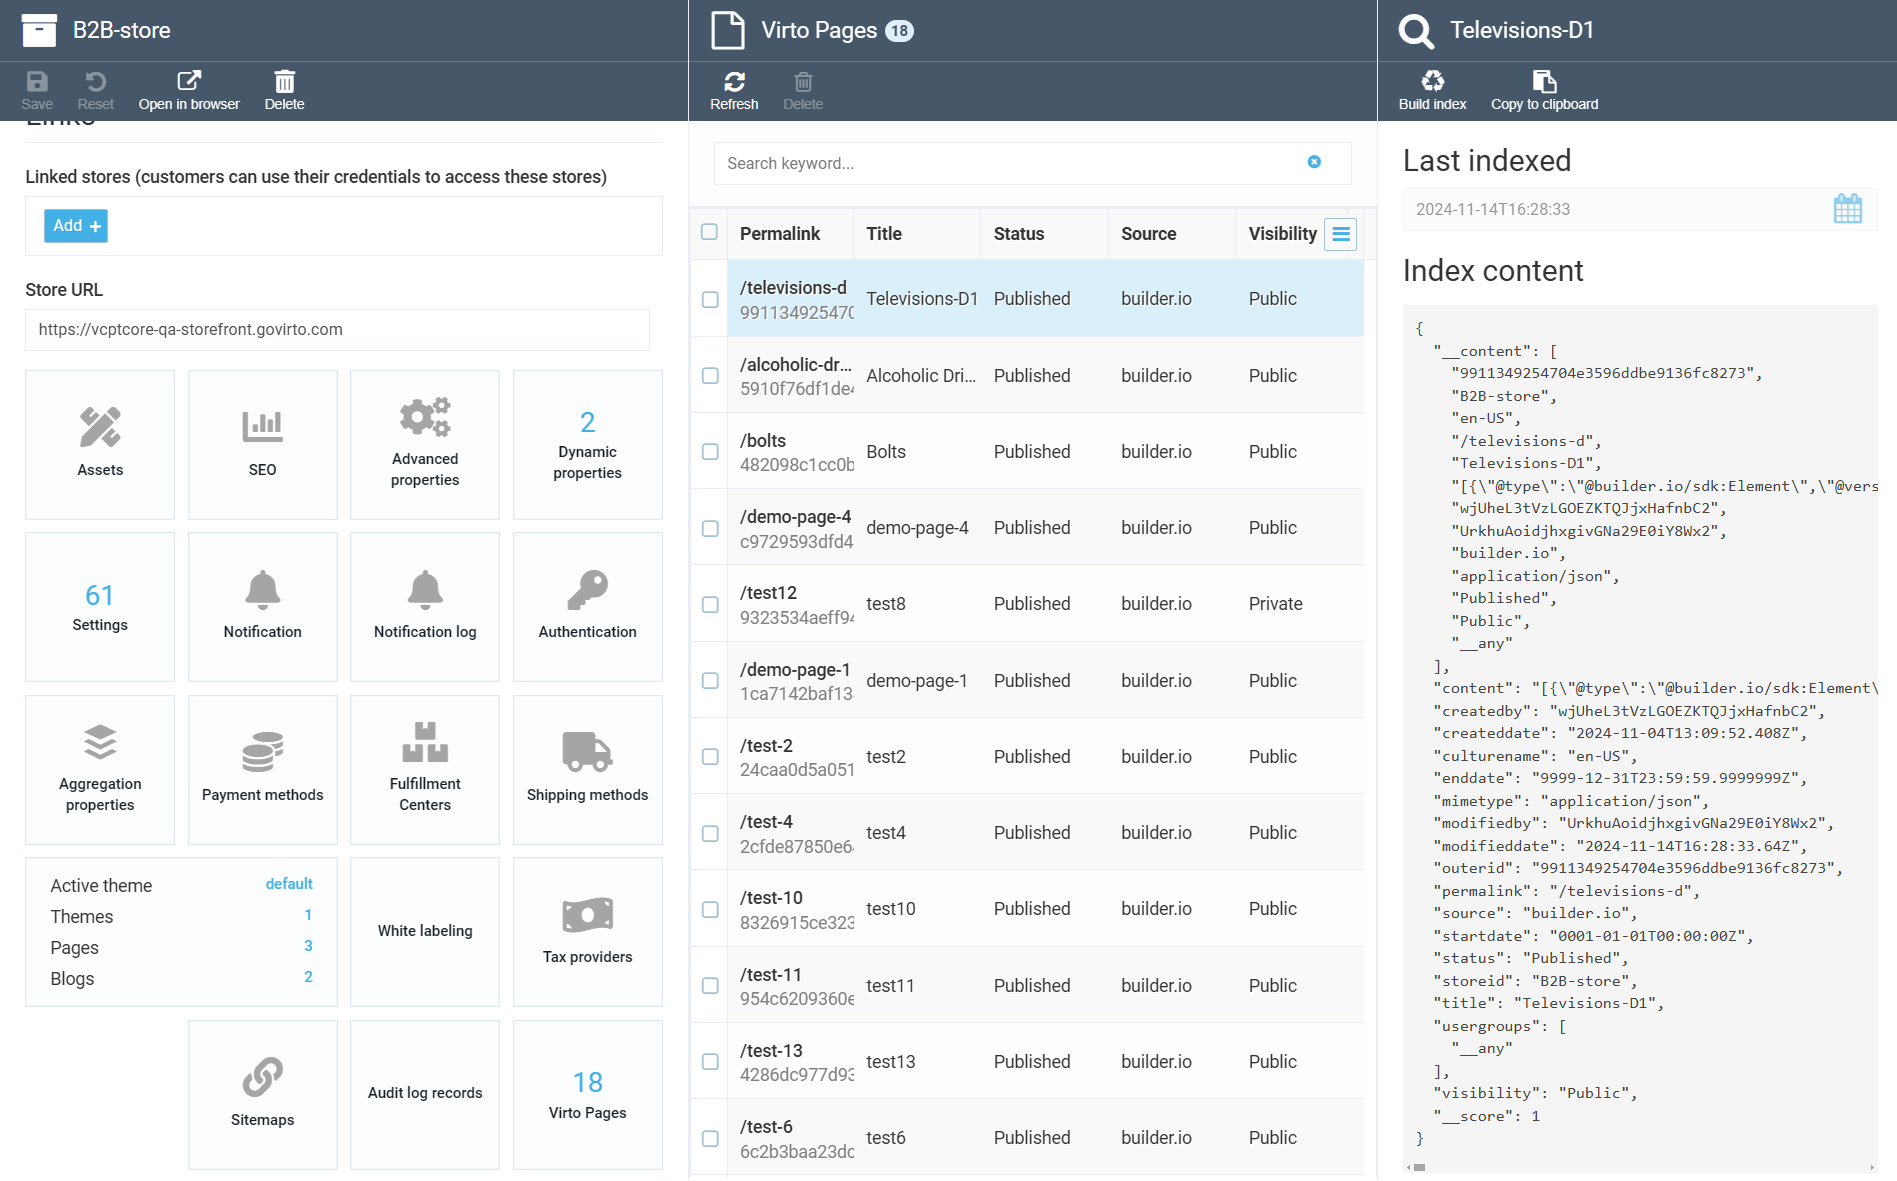 B2B-store
Save
Reset
Open in browser
Delete
Links
Linked stores (customers can use their credentials to access these stores)
Add +
Store URL
https://vcptcore-qa-storefront.govirto.com
Assets
SEO
Advanced
properties
2
Dynamic
properties
61
Settings
Notification
Notification log
Authentication
Aggregation
properties
Payment methods
Fulfillment
Centers
Shipping methods
Active theme default
Themes 1
Pages 3
Blogs 2
White labeling
Tax providers
Sitemaps
Audit log records
18
Virto Pages
Virto Pages 18
Refresh
Delete
Search keyword...
Permalink Title Status Source Visibility
/televisions-d
991134925470
Televisions-D1 Published builder.io Public
/alcoholic-dr...
5910f76df1de4
Alcoholic Dri... Published builder.io Public
/bolts
482098c1cc0b
Bolts Published builder.io Public
/demo-page-4
c9729593dfd4
demo-page-4 Published builder.io Public
/test12
9323534aeff94
test8 Published builder.io Private
/demo-page-1
1ca7142baf13
demo-page-1 Published builder.io Public
/test-2
24caa0d5a051
test2 Published builder.io Public
/test-4
2cfde87850e6
test4 Published builder.io Public
/test-10
8326915ce323
test10 Published builder.io Public
/test-11
954c6209360e
test11 Published builder.io Public
/test-13
4286dc977d93
test13 Published builder.io Public
/test-6
6c2b3baa23dc
test6 Published builder.io Public
Televisions-D1
Build index
Copy to clipboard
Last indexed
2024-11-14T16:28:33
Index content
{
"__content": [
"9911349254704e3596ddbe9136fc8273",
"B2B-store",
"en-US",
"/televisions-d",
"Televisions-D1",
"[{\"@type\":\"@builder.io/sdk:Element\",\"@vers
"wjUheL3tVzLGOEZKTQJjxHafnbC2",
"UrkhuAoidjhxgivGNa29E0iY8Wx2",
"builder.io",
"application/json",
"Published",
"Public",
"__any"
],
"content": "[{\"@type\":\"@builder.io/sdk:Element\
"createdby": "wjUheL3tVzLGOEZKTQJjxHafnbC2",
"createddate": "2024-11-04T13:09:52.408Z",
"culturename": "en-US",
"enddate": "9999-12-31T23:59:59.9999999Z",
"mimetype": "application/json",
"modifiedby": "UrkhuAoidjhxgivGNa29E0iY8Wx2",
"modifieddate": "2024-11-14T16:28:33.64Z",
"outerid": "9911349254704e3596ddbe9136fc8273",
"permalink": "/televisions-d",
"source": "builder.io",
"startdate": "0001-01-01T00:00:00Z",
"status": "Published",
"storeid": "B2B-store",
"title": "Televisions-D1",
"usergroups": [
"__any"
],
"visibility": "Public",
"__score": 1
}